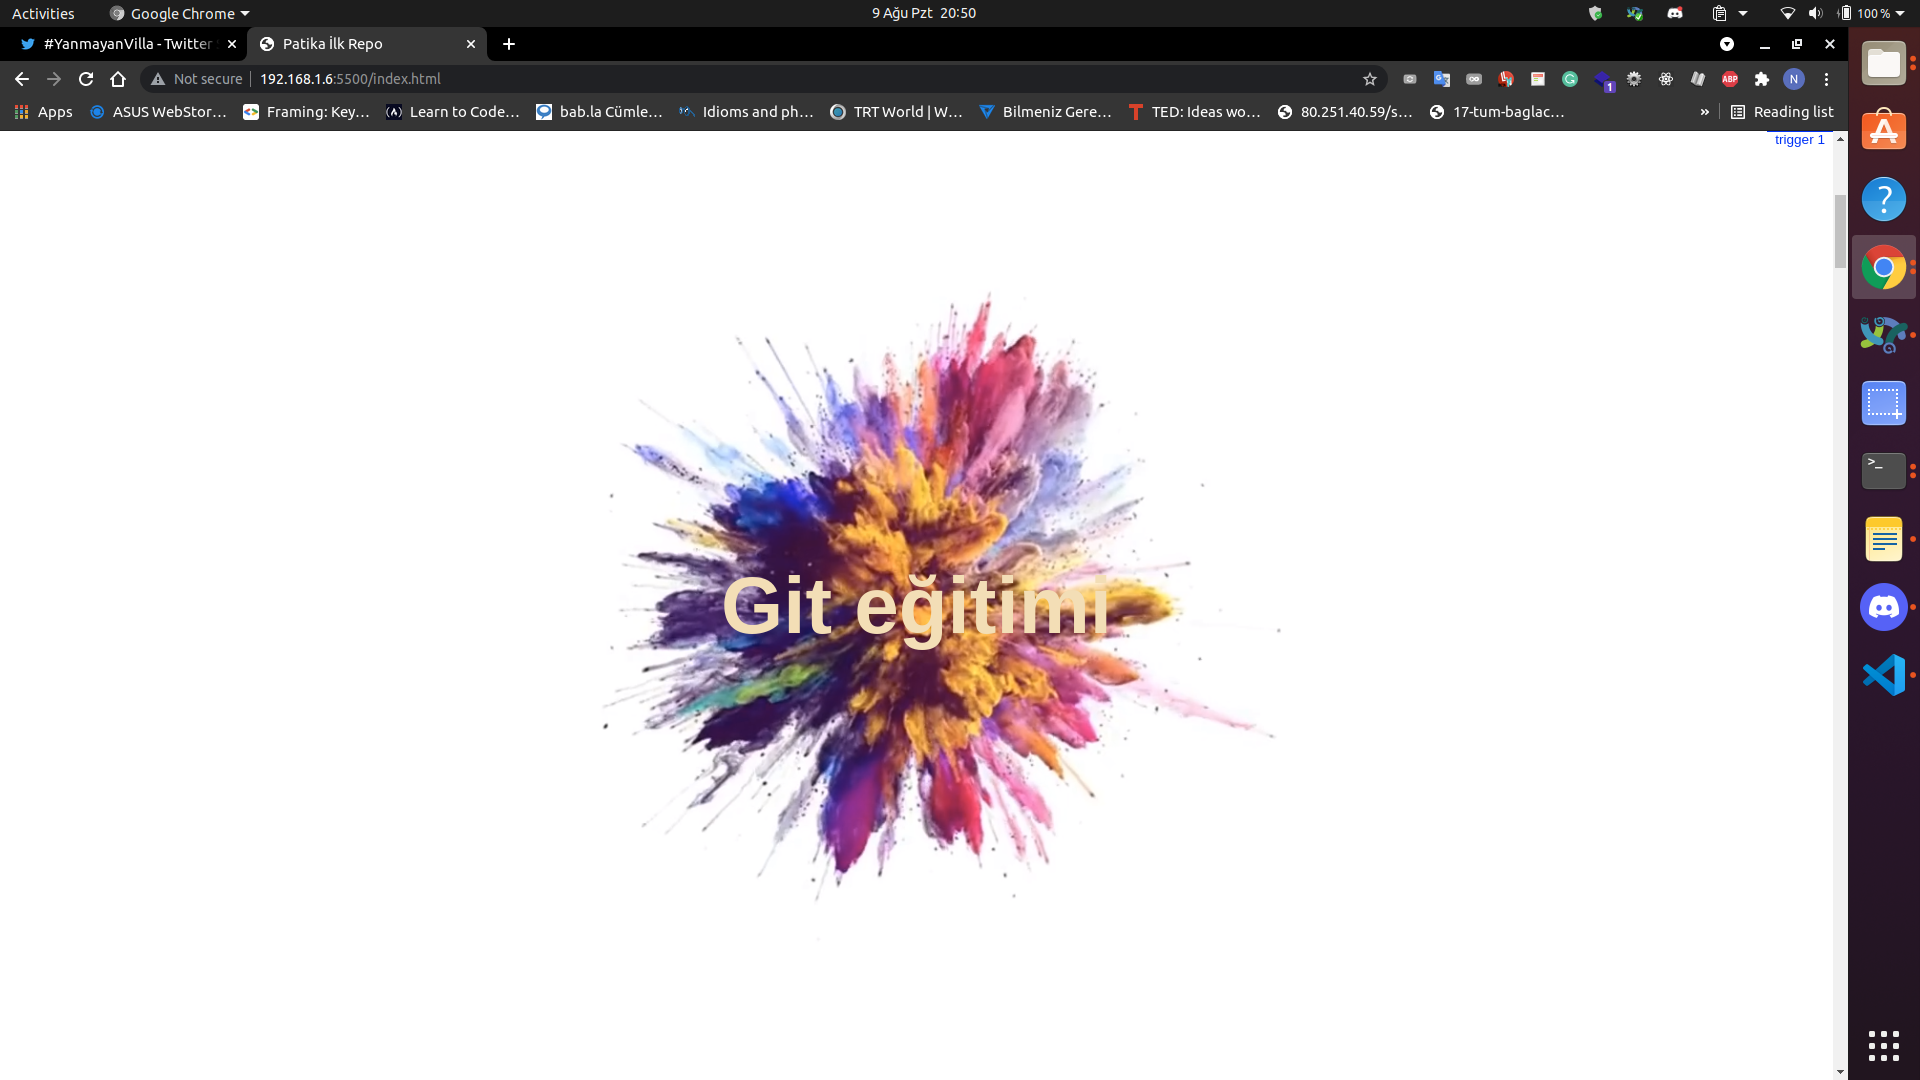 Activities Google Chrome 9 Ağu Pzt 20:50 100 %
#YanmayanVilla - Twitter Patika İlk Repo
Not secure 192.168.1.6:5500/index.html 1 ABP N
Apps ASUS WebStor... Framing: Key... Learn to Code... bab.la Cümle... Idioms and ph... TRT World | W... Bilmeniz Gere... TED: Ideas wo... 80.251.40.59/s... 17-tum-baglac... » Reading list
trigger 1
Git eğitimi